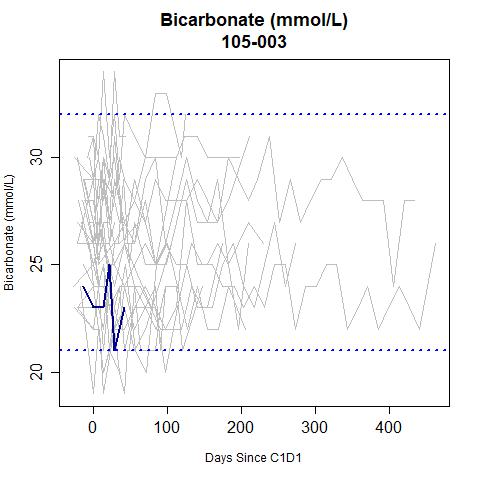 Bicarbonate (mmol/L)
105-003
Bicarbonate (mmol/L)
30
25
20
0 100 200 300 400
Days Since C1D1